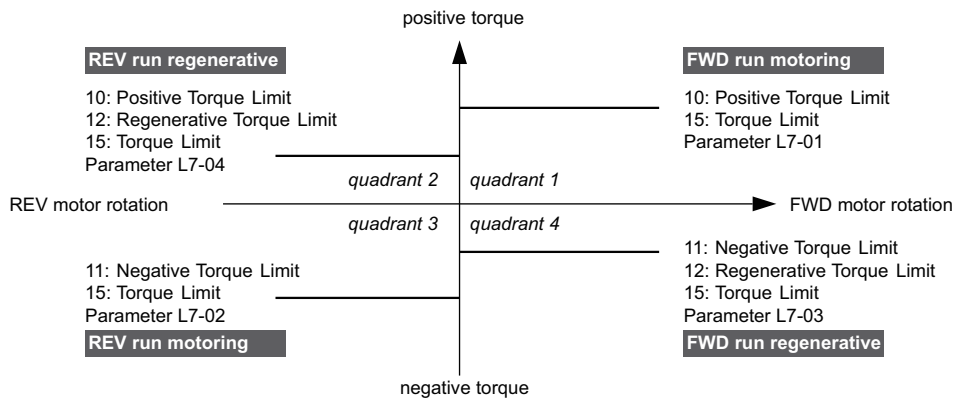 positive torque
REV run regenerative
10: Positive Torque Limit
12: Regenerative Torque Limit
15: Torque Limit
Parameter L7-04
FWD run motoring
10: Positive Torque Limit
15: Torque Limit
Parameter L7-01
quadrant 2
quadrant 1
REV motor rotation
FWD motor rotation
quadrant 3
quadrant 4
11: Negative Torque Limit
15: Torque Limit
Parameter L7-02
REV run motoring
11: Negative Torque Limit
12: Regenerative Torque Limit
15: Torque Limit
Parameter L7-03
FWD run regenerative
negative torque